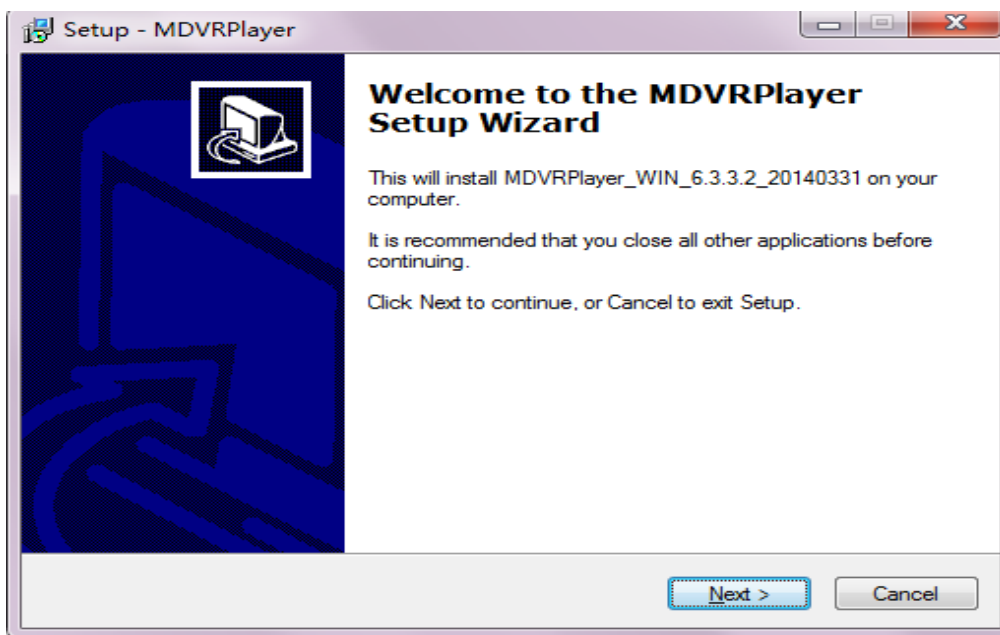 Setup - MDVRPlayer
Welcome to the MDVRPlayer
Setup Wizard
This will install MDVRPlayer_WIN_6.3.3.2_20140331 on your
computer.
It is recommended that you close all other applications before
continuing.
Click Next to continue, or Cancel to exit Setup.
Next >
Cancel